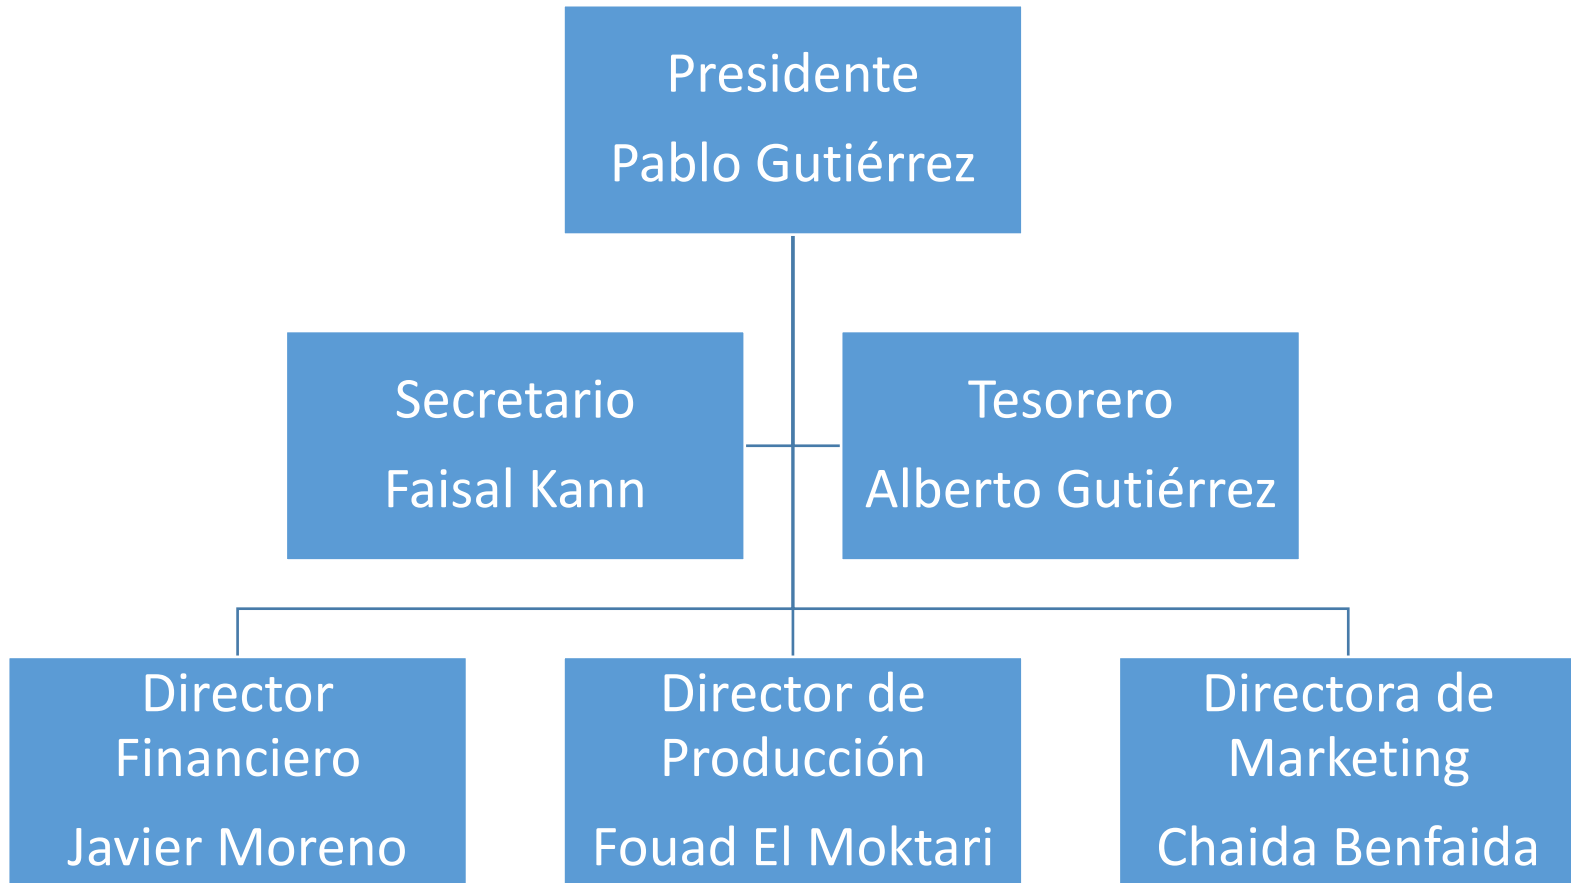 Presidente
Pablo Gutiérrez
Secretario
Faisal Kann
Tesorero
Alberto Gutiérrez
Director
Financiero
Javier Moreno
Director de
Producción
Fouad El Moktari
Directora de
Marketing
Chaida Benfaida